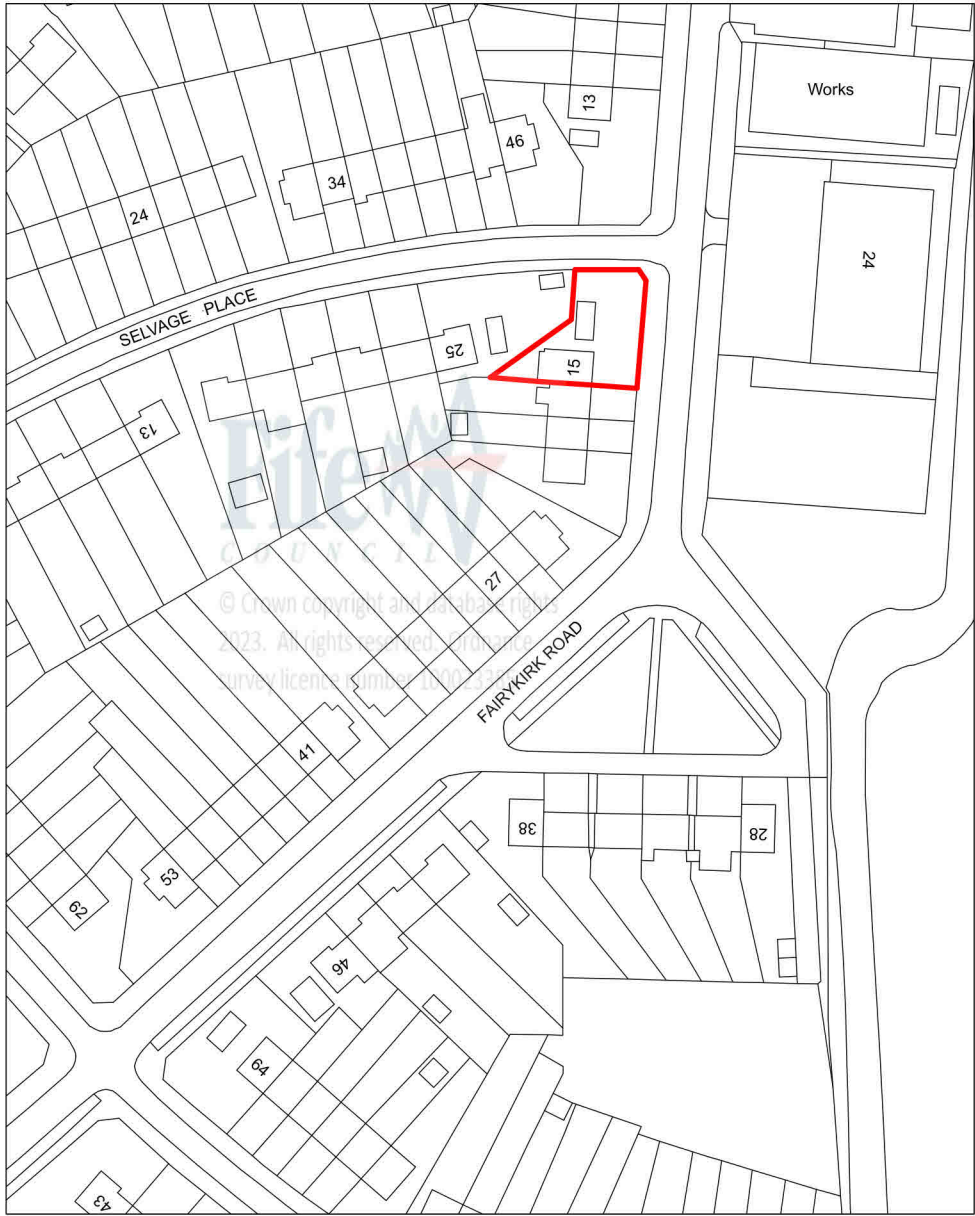 Works
13
46
34
24
24
SELVAGE PLACE
15
25
13
Fife
COUNCIL
27
© Crown copyright and database rights
2023. All rights reserved. Ordnance
survey licence number
FAIRYKIRK ROAD
41
38
28
53
62
46
64
43